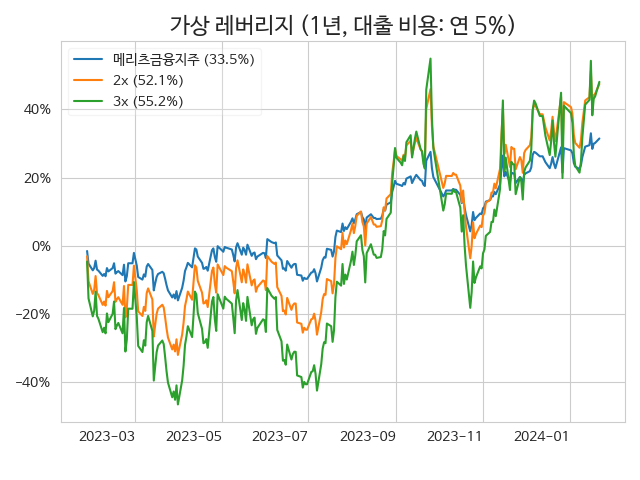 가상 레버리지 (1년, 대출 비용: 연 5%)
메리츠금융지주 (33.5%)
2x (52.1%)
3x (55.2%)
40%
20%
0%
−20%
−40%
2023-03
2023-05
2023-07
2023-09
2023-11
2024-01